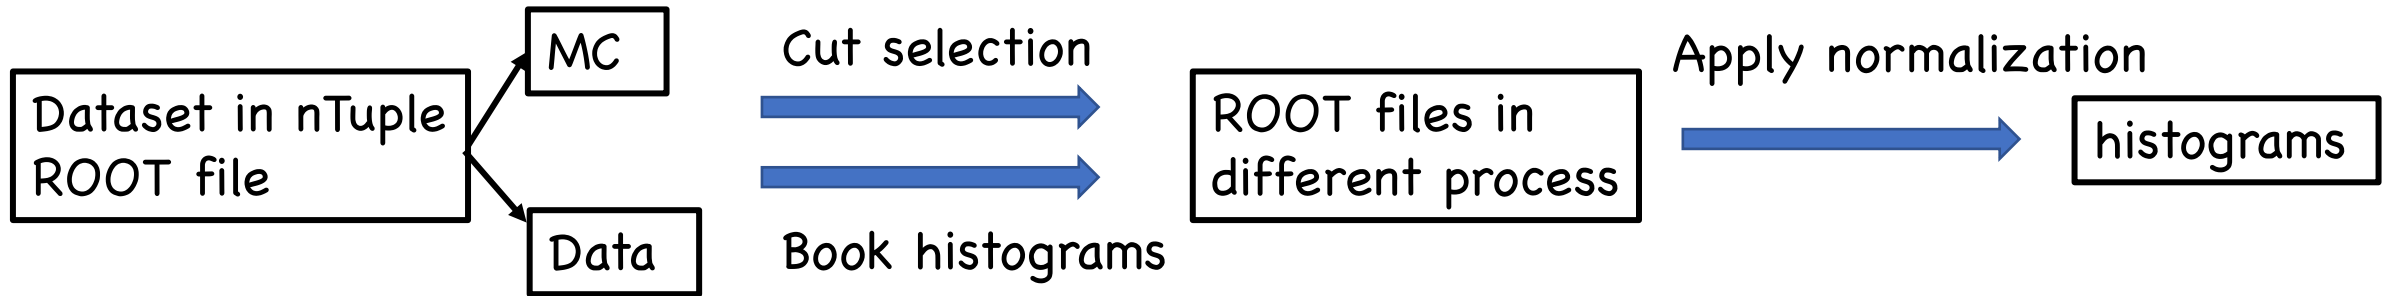 Dataset in nTuple
ROOT file
MC
Data
Cut selection
Book histograms
ROOT files in
different process
Apply normalization
histograms